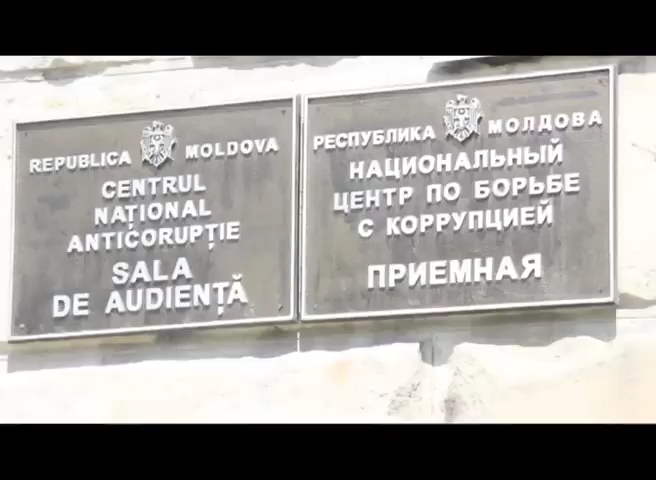 REPUBLICA MOLDOVA
CENTRUL
NAȚIONAL
ANTICORUPȚIE
SALA
DE AUDIENȚĂ
РЕСПУБЛИКА МОЛДОВА
НАЦИОНАЛЬНЫЙ
ЦЕНТР ПО БОРЬБЕ
С КОРРУПЦИЕЙ
ПРИЕМНАЯ